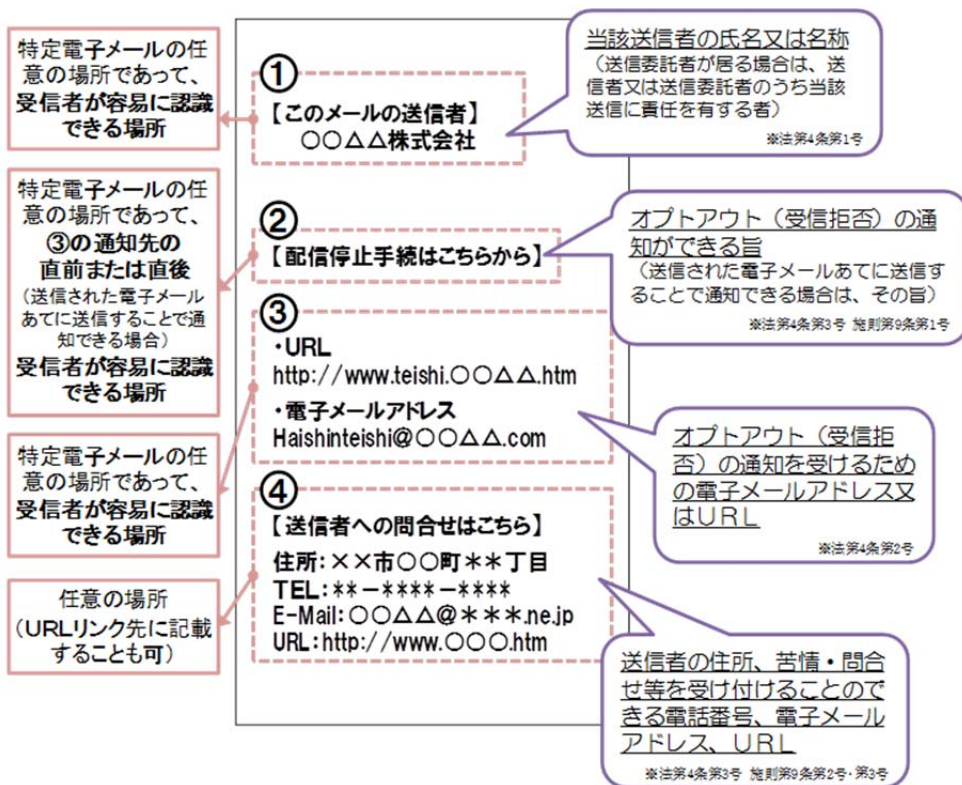 特定電子メールの任
意の場所であって、
受信者が容易に認識
できる場所
①
【このメールの送信者】
○○△△株式会社
当該送信者の氏名又は名称
（送信委託者が居る場合は、送
信者又は送信委託者のうち当該
送信に責任を有する者）
※法第4条第1号
特定電子メールの任
意の場所であって、
③の通知先の
直前または直後
（送信された電子メール
あてに送信することで通
知できる場合）
受信者が容易に認識
できる場所
②
【配信停止手続はこちらから】
オプトアウト（受信拒否）の通
知ができる旨
（送信された電子メールあてに送信す
ることで通知できる場合は、その旨）
※法第4条第3号 施則第9条第1号
特定電子メールの任
意の場所であって、
受信者が容易に認識
できる場所
③
・URL
http://www.teishi.○○△△.htm
・電子メールアドレス
Haishinteishi@○○△△.com
オプトアウト（受信拒
否）の通知を受けるため
の電子メールアドレス又
はＵＲＬ
※法第4条第2号
任意の場所
（URLリンク先に記載
することも可）
④
【送信者への問合せはこちら】
住所：××市○○町＊＊丁目
TEL：＊＊－＊＊＊＊－＊＊＊＊
E-Mail：○○△△@＊＊＊.ne.jp
URL：http://www.○○○.htm
送信者の住所、苦情・問合
せ等を受け付けることので
きる電話番号、電子メール
アドレス、ＵＲＬ
※法第4条第3号 施則第9条第2号・第3号